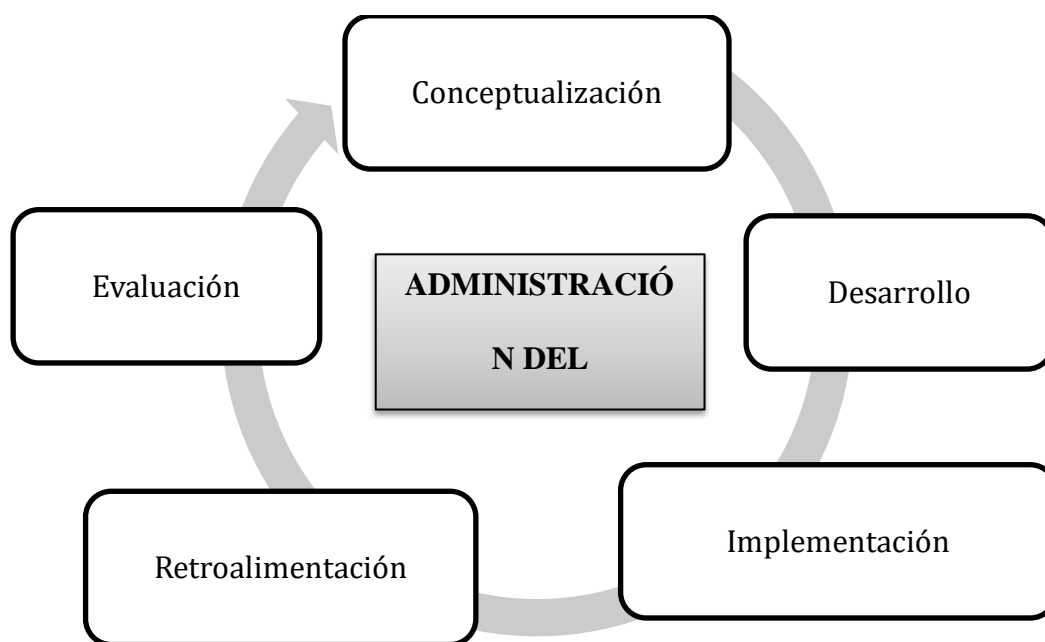 Conceptualización
Evaluación
ADMINISTRACIÓ
N DEL
Desarrollo
Retroalimentación
Implementación